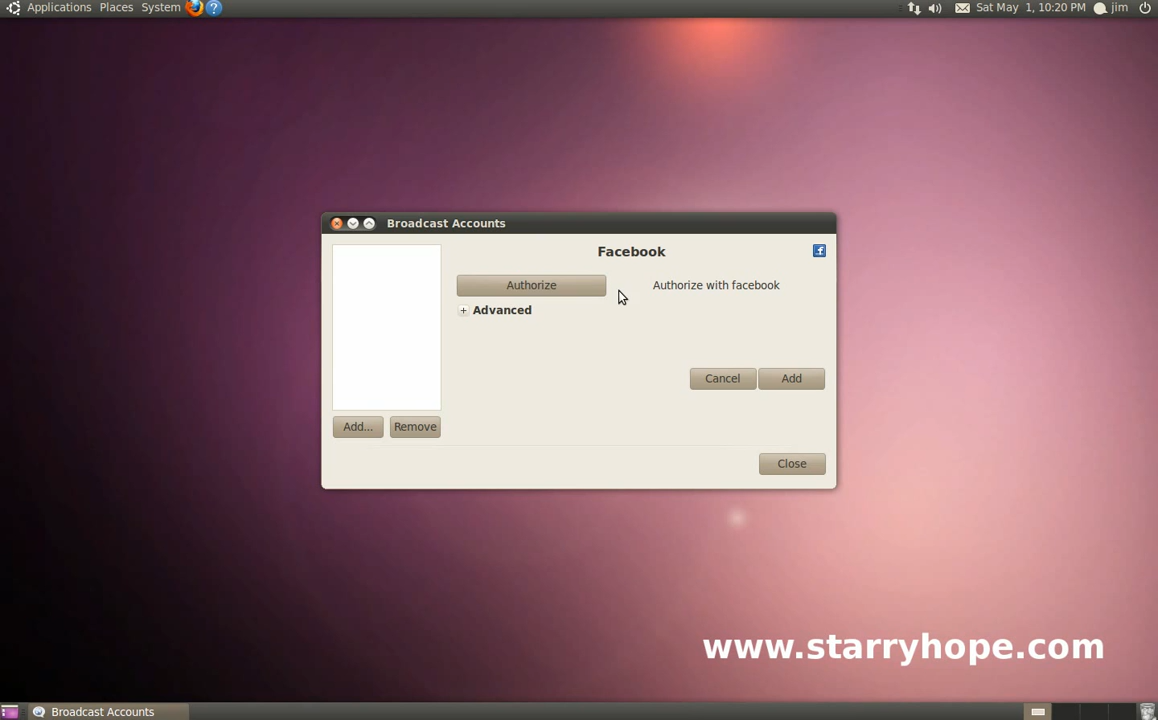 Applications Places System Sat May 1, 10:20 PM jim
Broadcast Accounts
Facebook
Authorize Authorize with facebook
Advanced
Cancel Add
Add... Remove
Close
www.starryhope.com
Broadcast Accounts